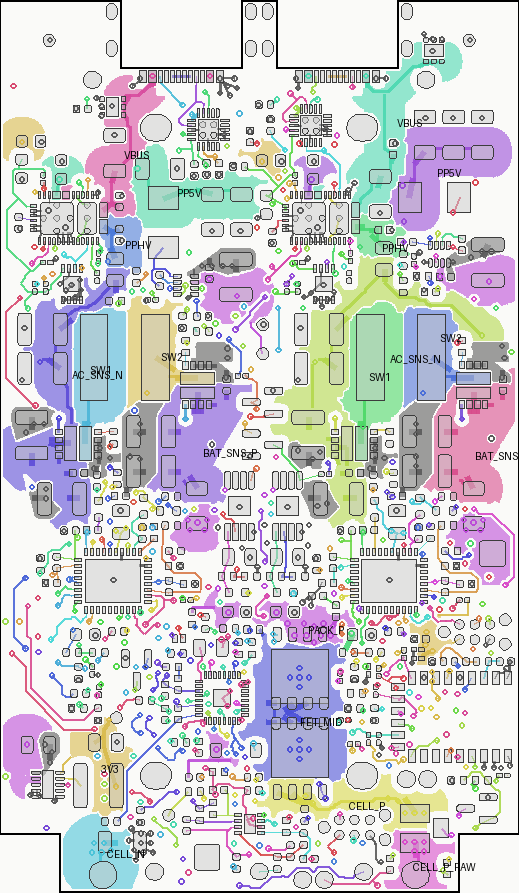 VBUS
VBUS
PP5V
PP5V
PPHV
PPHV
SW2
SW2
AC_SNS_N
SW1
AC_SNS_N
SW1
BAT_SNS_P
BAT_SNS
PACK_P
FET_MID
3V3
CELL_P
CELL_N
CELL_P_RAW